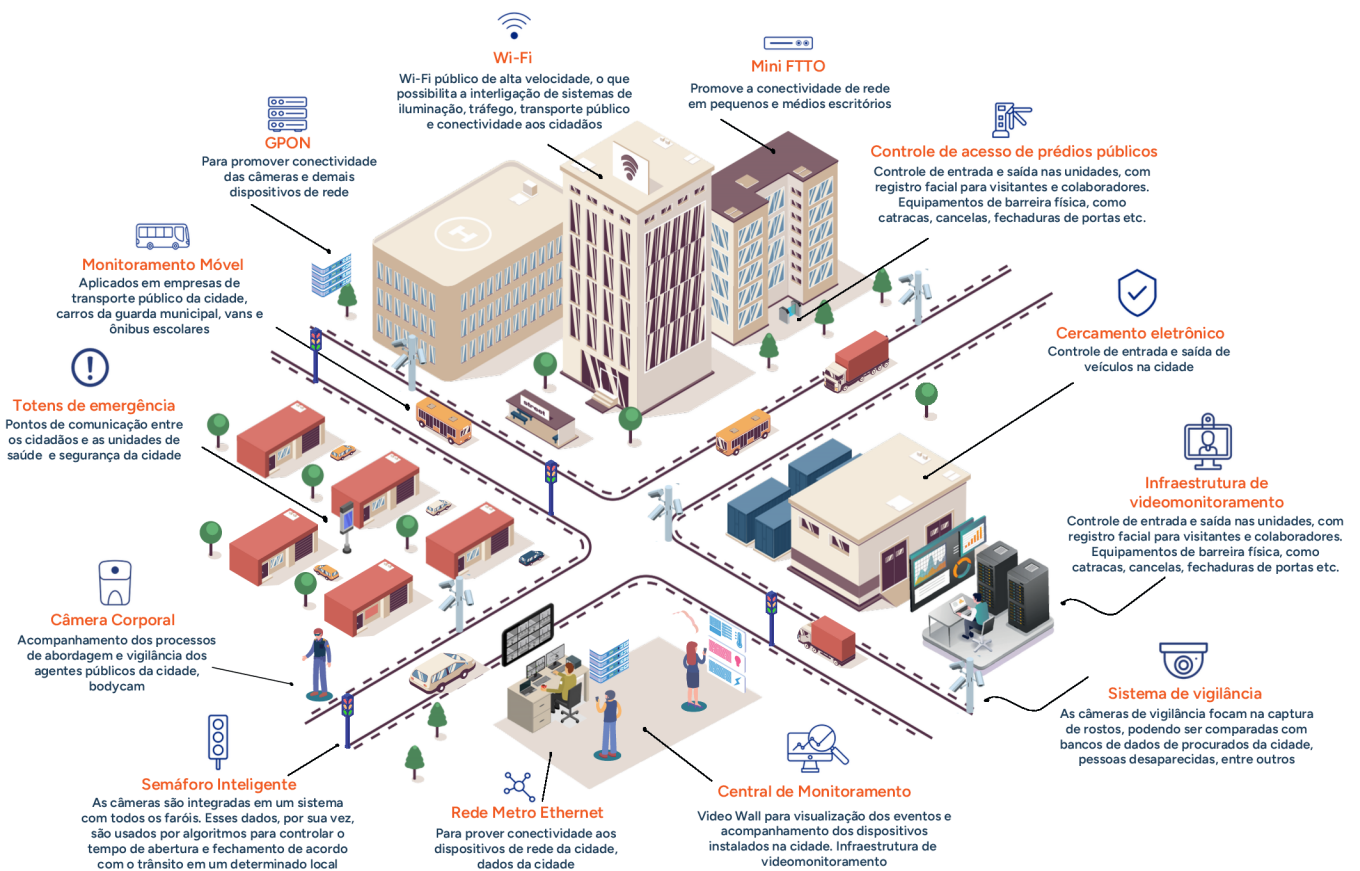 Wi-Fi
Wi-Fi público de alta velocidade, o que
possibilita a interligação de sistemas de
iluminação, tráfego, transporte público
e conectividade aos cidadãos
Mini FTTO
Promove a conectividade de rede
em pequenos e médios escritórios
GPON
Para promover conectividade
das câmeras e demais
dispositivos de rede
Controle de acesso de prédios públicos
Controle de entrada e saída nas unidades, com
registro facial para visitantes e colaboradores.
Equipamentos de barreira física, como
catracas, cancelas, fechaduras de portas etc.
Monitoramento Móvel
Aplicados em empresas de
transporte público da cidade,
carros da guarda municipal, vans e
ônibus escolares
H
Cercamento eletrônico
Controle de entrada e saída de
veículos na cidade
Totens de emergência
Pontos de comunicação entre
os cidadãos e as unidades de
saúde e segurança da cidade
street
Infraestrutura de
videomonitoramento
Controle de entrada e saída nas unidades, com
registro facial para visitantes e colaboradores.
Equipamentos de barreira física, como
catracas, cancelas, fechaduras de portas etc.
Câmera Corporal
Acompanhamento dos processos
de abordagem e vigilância dos
agentes públicos da cidade,
bodycam
Sistema de vigilância
As câmeras de vigilância focam na captura
de rostos, podendo ser comparadas com
bancos de dados de procurados da cidade,
pessoas desaparecidas, entre outros
Semáforo Inteligente
As câmeras são integradas em um sistema
com todos os faróis. Esses dados, por sua vez,
são usados por algoritmos para controlar o
tempo de abertura e fechamento de acordo
com o trânsito em um determinado local
Rede Metro Ethernet
Para prover conectividade aos
dispositivos de rede da cidade,
dados da cidade
Central de Monitoramento
Video Wall para visualização dos eventos e
acompanhamento dos dispositivos
instalados na cidade. Infraestrutura de
videomonitoramento